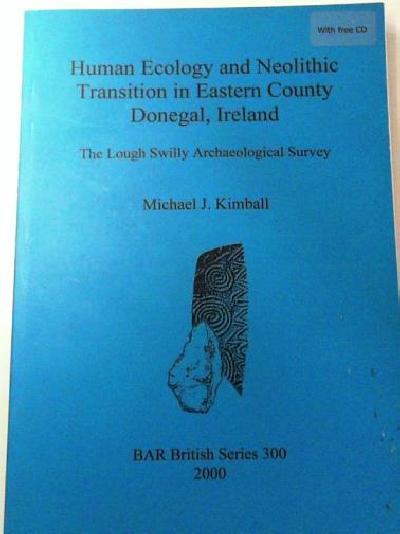 With free CD
Human Ecology and Neolithic
Transition in Eastern County
Donegal, Ireland
The Lough Swilly Archaeological Survey
Michael J. Kimball
BAR British Series 300
2000